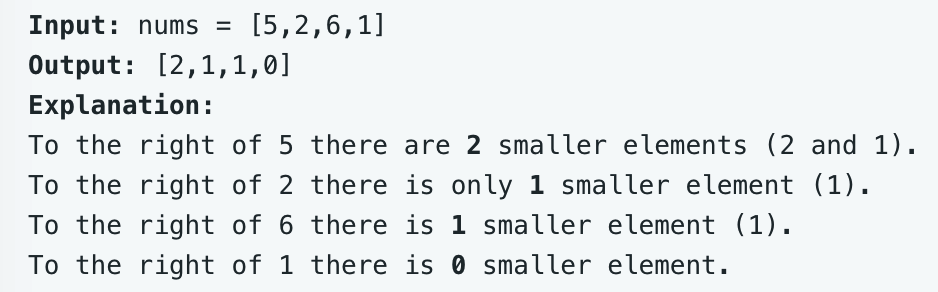 Input: nums = [5,2,6,1]
Output: [2,1,1,0]
Explanation:
To the right of 5 there are 2 smaller elements (2 and 1).
To the right of 2 there is only 1 smaller element (1).
To the right of 6 there is 1 smaller element (1).
To the right of 1 there is 0 smaller element.